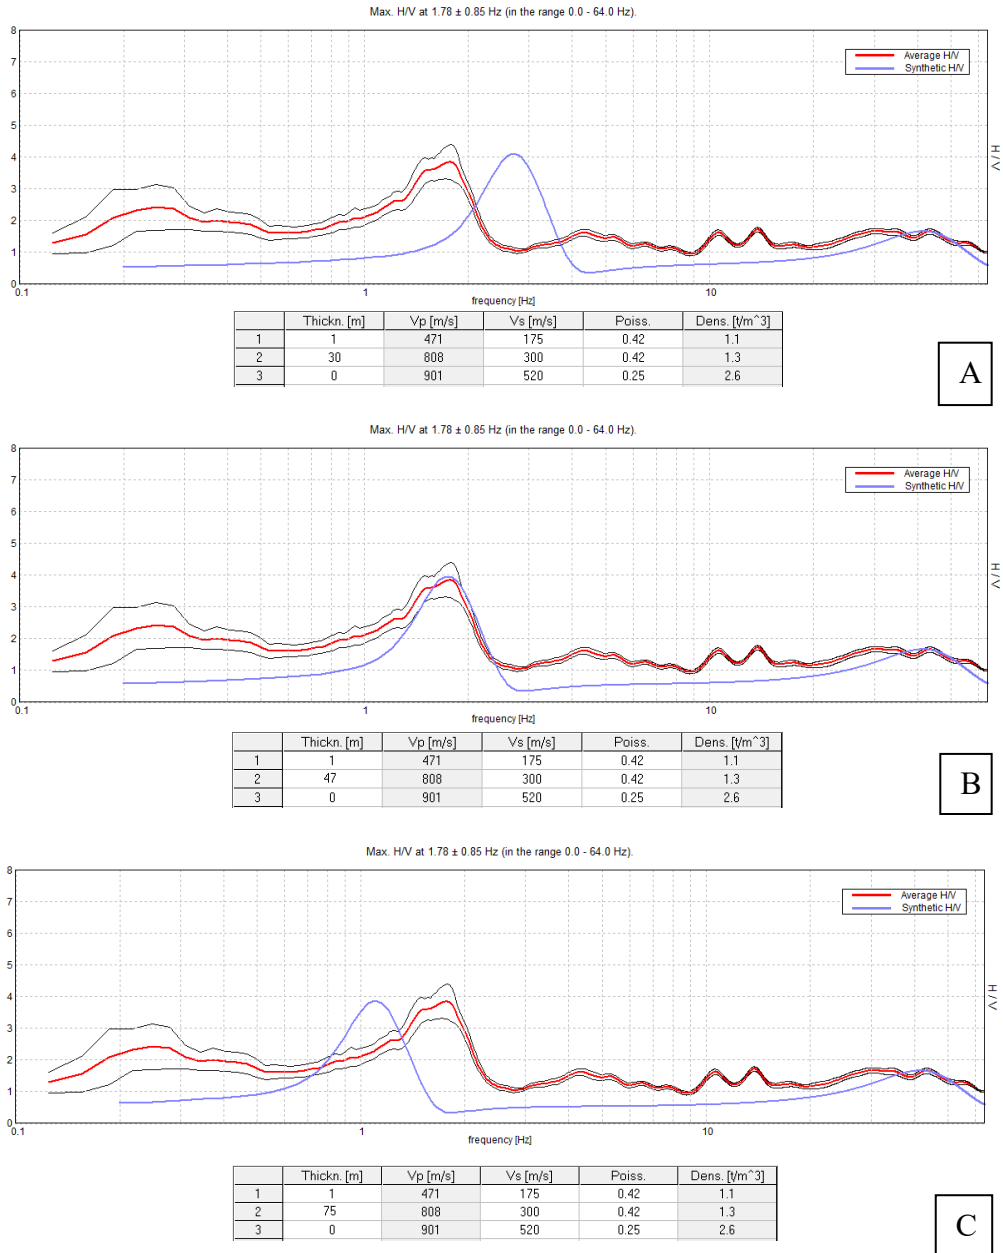 Max. H/V at 1.78 ± 0.85 Hz (in the range 0.0 - 64.0 Hz).
8
7
6
5
4
3
2
1
0
Average H/V
Synthetic H/V
H / V
0.1 1 10
frequency [Hz]
Thickn. [m] Vp [m/s] Vs [m/s] Poiss. Dens. [t/m^3]
1 1 471 175 0.42 1.1
2 30 808 300 0.42 1.3
3 0 901 520 0.25 2.6
A
Max. H/V at 1.78 ± 0.85 Hz (in the range 0.0 - 64.0 Hz).
8
7
6
5
4
3
2
1
0
Average H/V
Synthetic H/V
H / V
0.1 1 10
frequency [Hz]
Thickn. [m] Vp [m/s] Vs [m/s] Poiss. Dens. [t/m^3]
1 1 471 175 0.42 1.1
2 47 808 300 0.42 1.3
3 0 901 520 0.25 2.6
B
Max. H/V at 1.78 ± 0.85 Hz (in the range 0.0 - 64.0 Hz).
8
7
6
5
4
3
2
1
0
Average H/V
Synthetic H/V
H / V
0.1 1 10
frequency [Hz]
Thickn. [m] Vp [m/s] Vs [m/s] Poiss. Dens. [t/m^3]
1 1 471 175 0.42 1.1
2 75 808 300 0.42 1.3
3 0 901 520 0.25 2.6
C